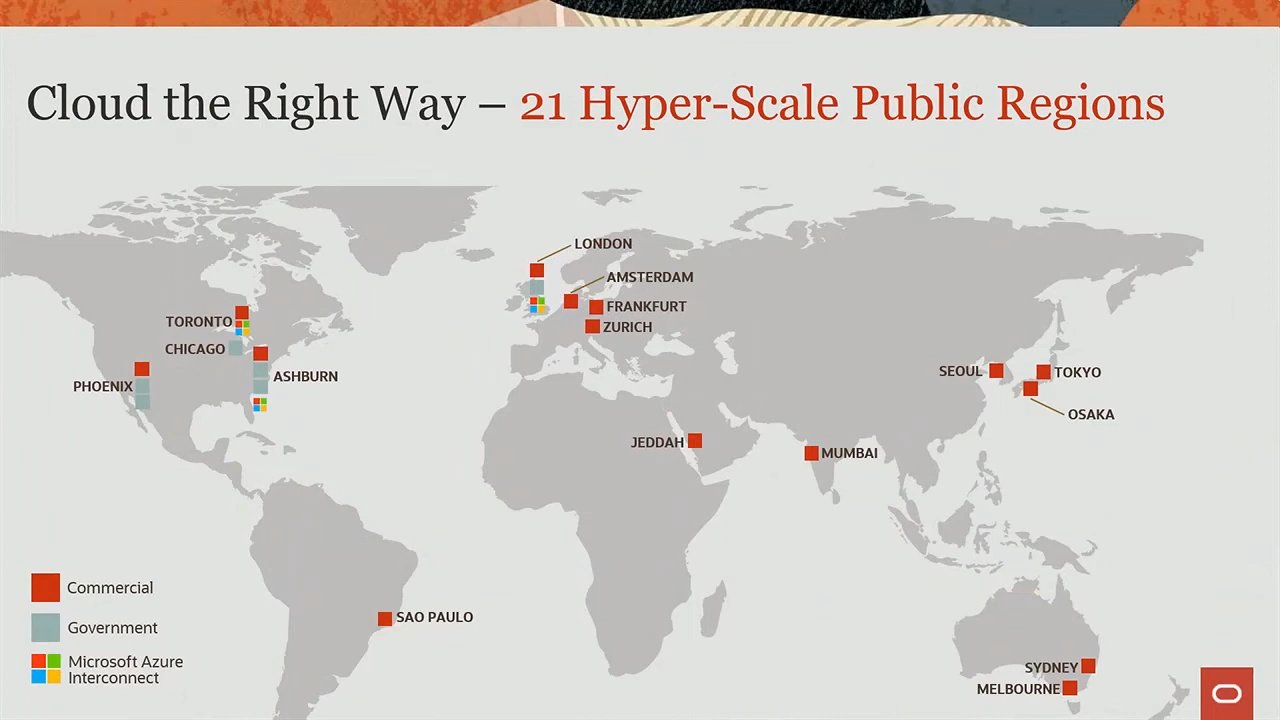 Cloud the Right Way – 21 Hyper-Scale Public Regions
LONDON
AMSTERDAM
FRANKFURT
ZURICH
TORONTO
CHICAGO
ASHBURN
PHOENIX
SEOUL
TOKYO
OSAKA
JEDDAH
MUMBAI
SAO PAULO
SYDNEY
MELBOURNE
Commercial
Government
Microsoft Azure
Interconnect